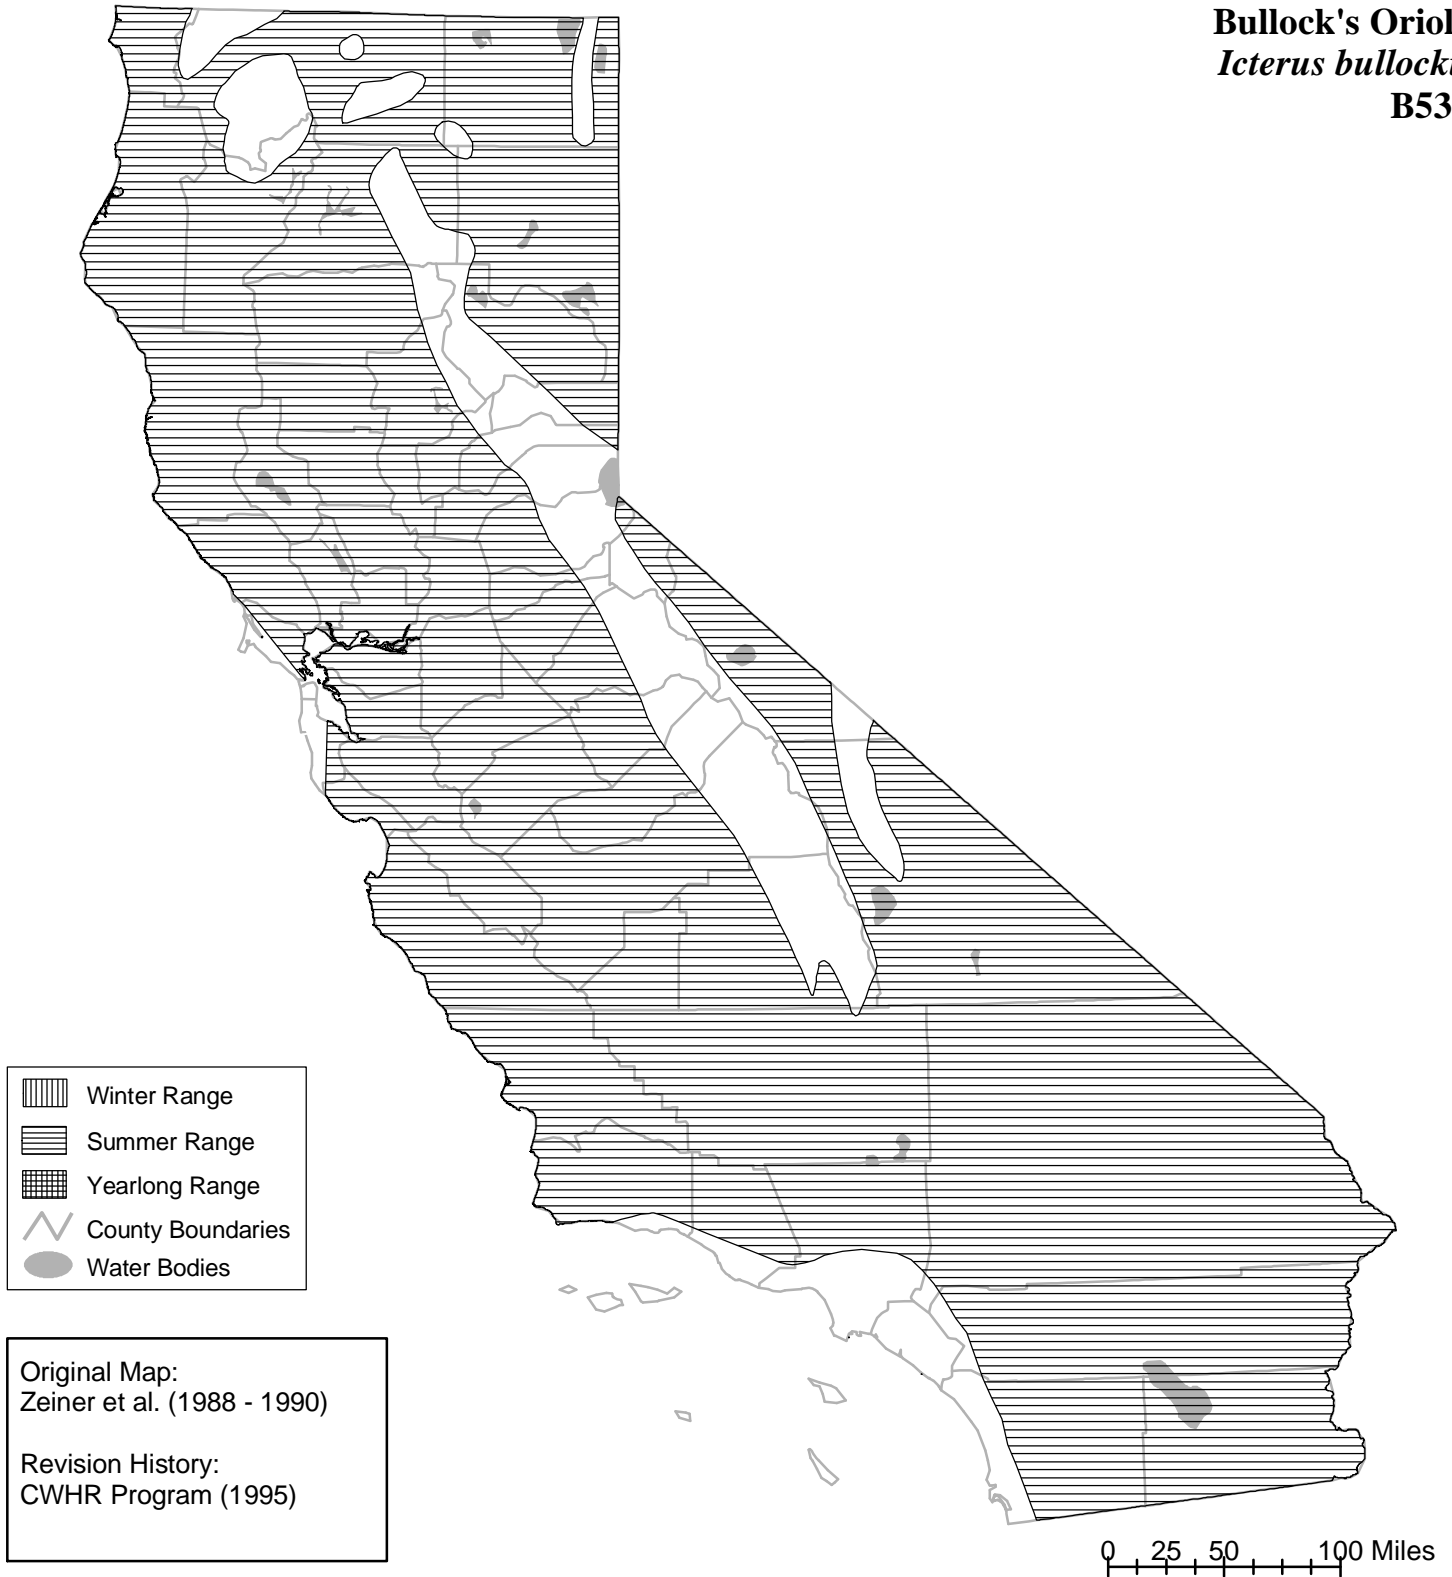 Bullock's Oriol
Icterus bullocki
B53
Winter Range
Summer Range
Yearlong Range
County Boundaries
Water Bodies
Original Map:
Zeiner et al. (1988 - 1990)
Revision History:
CWHR Program (1995)
0 25 50 100 Miles